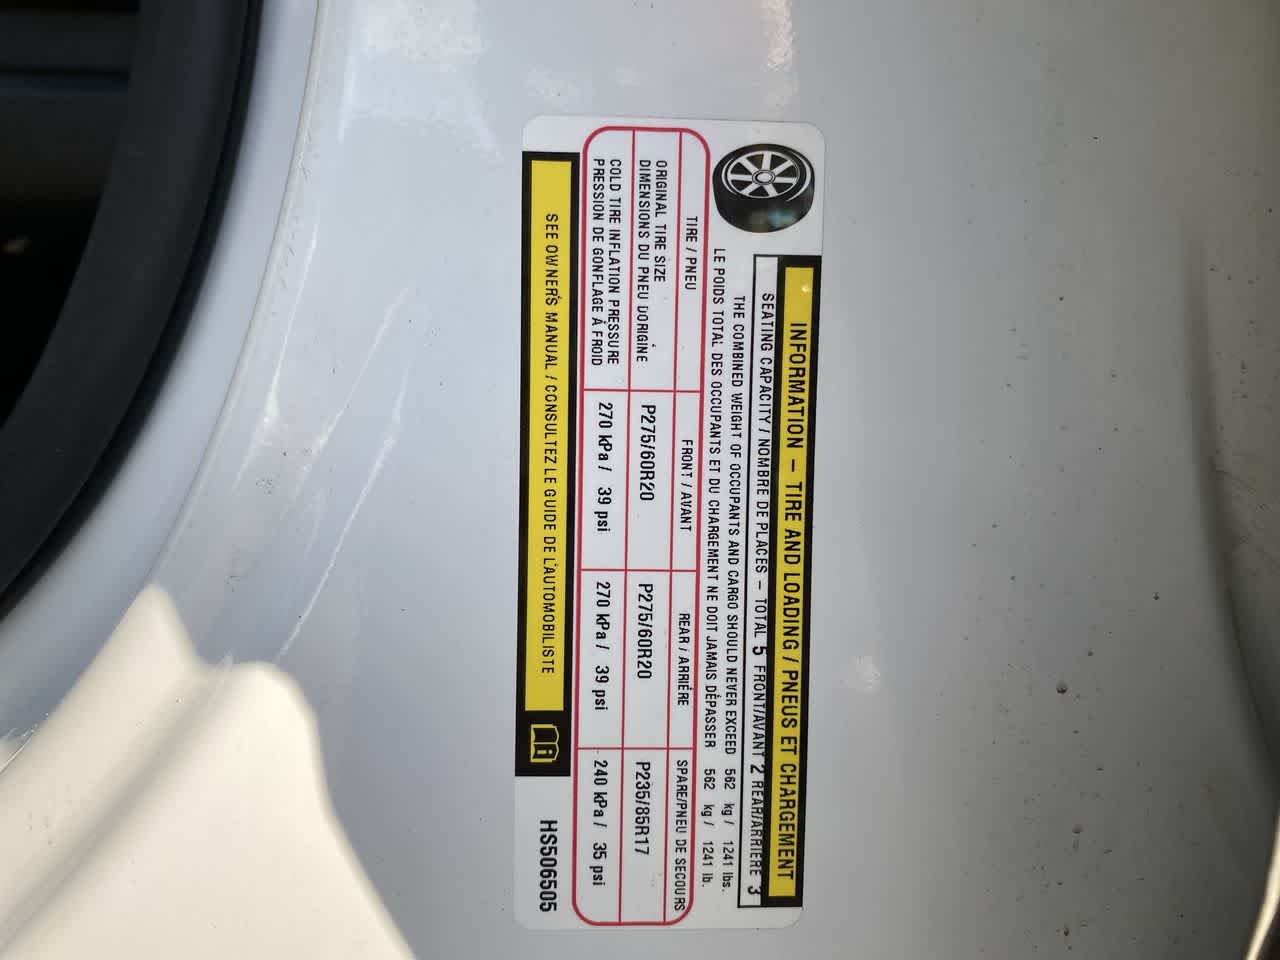 INFORMATION – TIRE AND LOADING / PNEUS ET CHARGEMENT
SEATING CAPACITY / NOMBRE DE PLACES – TOTAL 5 FRONT/AVANT 2 REAR/ARRIÈRE 3
THE COMBINED WEIGHT OF OCCUPANTS AND CARGO SHOULD NEVER EXCEED 562 kg / 1241 lbs.
LE POIDS TOTAL DES OCCUPANTS ET DU CHARGEMENT NE DOIT JAMAIS DÉPASSER 562 kg / 1241 lb.
TIRE / PNEU FRONT / AVANT REAR / ARRIÈRE SPARE/PNEU DE SECOURS
ORIGINAL TIRE SIZE
DIMENSIONS DU PNEU D'ORIGINE P275/60R20 P275/60R20 P235/85R17
COLD TIRE INFLATION PRESSURE
PRESSION DE GONFLAGE À FROID 270 kPa / 39 psi 270 kPa / 39 psi 240 kPa / 35 psi
SEE OWNER'S MANUAL / CONSULTEZ LE GUIDE DE L'AUTOMOBILISTE
HS506505